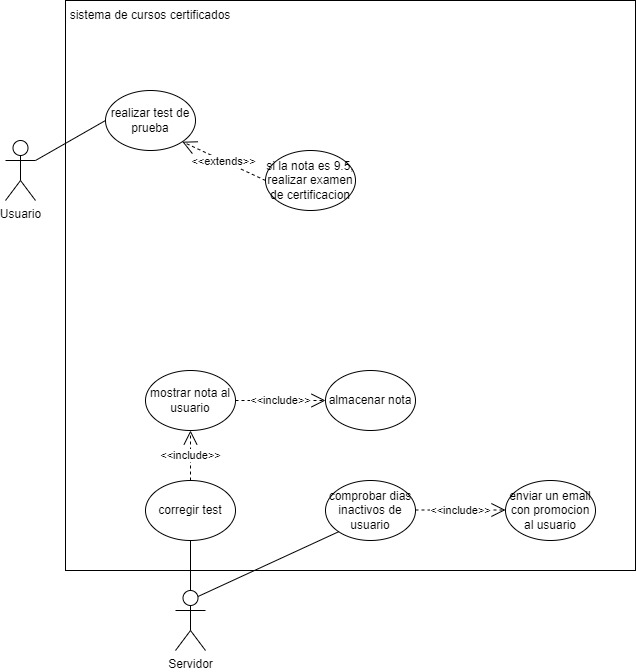 sistema de cursos certificados
realizar test de
prueba
<<extends>>
si la nota es 9.5
realizar examen
de certificacion
Usuario
mostrar nota al
usuario
<<include>>
almacenar nota
<<include>>
corregir test
comprobar dias
inactivos de
usuario
<<include>>
enviar un email
con promocion
al usuario
Servidor